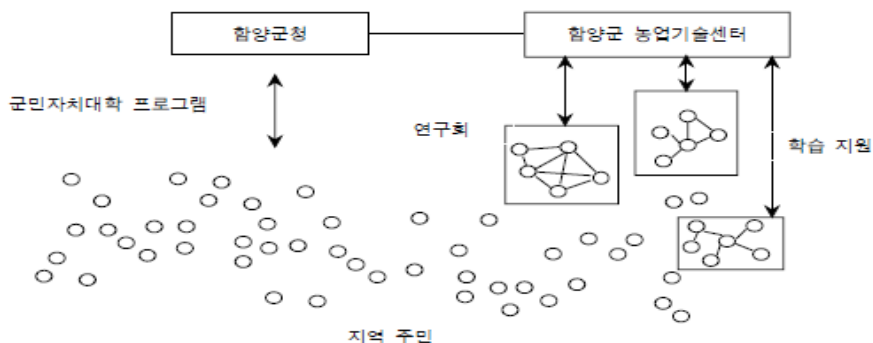 함양군청
함양군 농업기술센터
군민자치대학 프로그램
연구회
학습 지원
지역 주민